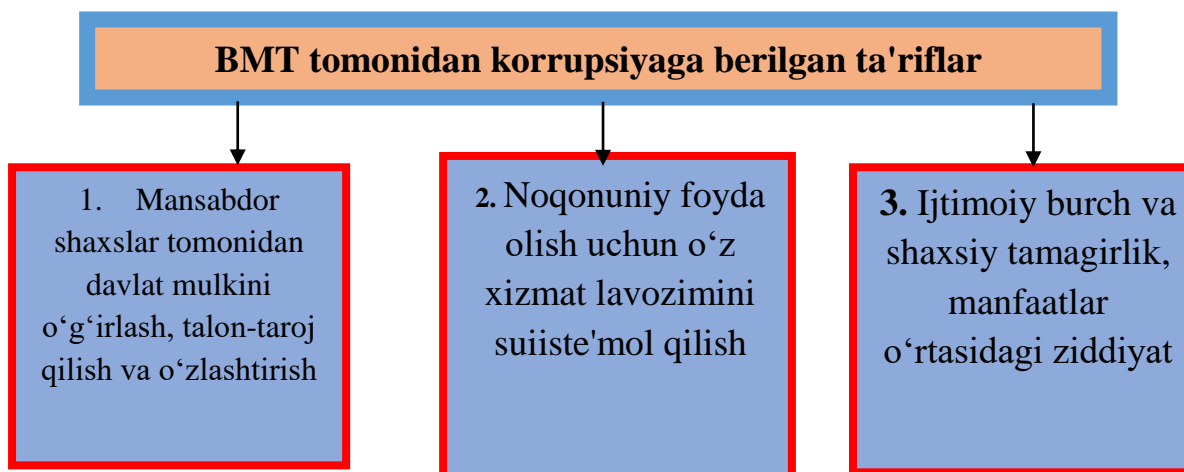 BMT tomonidan korrupsiyaga berilgan ta'riflar
1. Mansabdor
shaxslar tomonidan
davlat mulkini
o‘g‘irlash, talon-taroj
qilish va o‘zlashtirish
2. Noqonuniy foyda
olish uchun o‘z
xizmat lavozimini
suiiste'mol qilish
3. Ijtimoiy burch va
shaxsiy tamagirlik,
manfaatlar
o‘rtasidagi ziddiyat